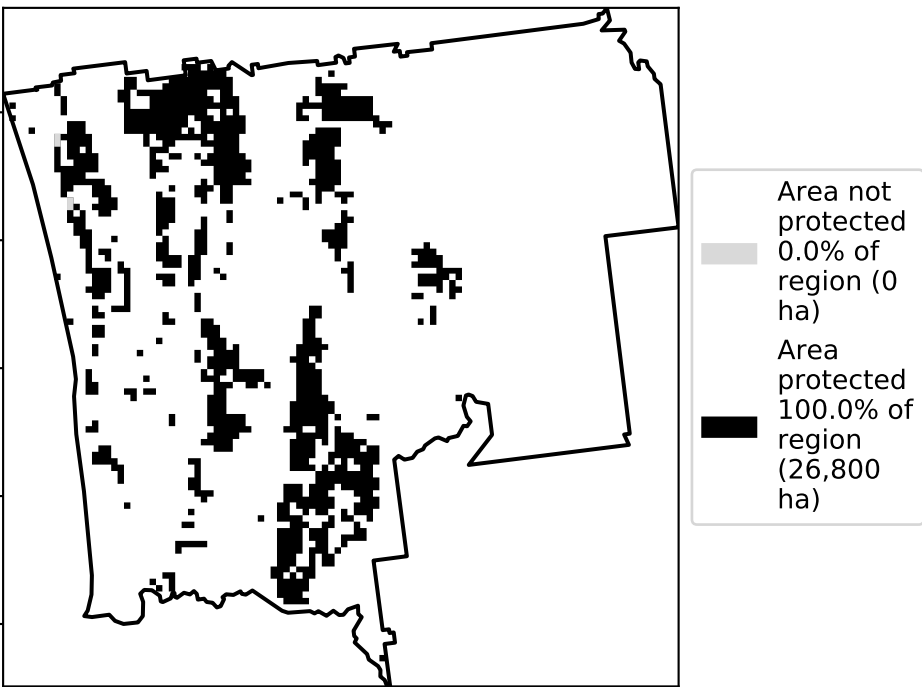 Area not
protected
0.0% of
region (0
ha)
Area
protected
100.0% of
region
(26,800
ha)